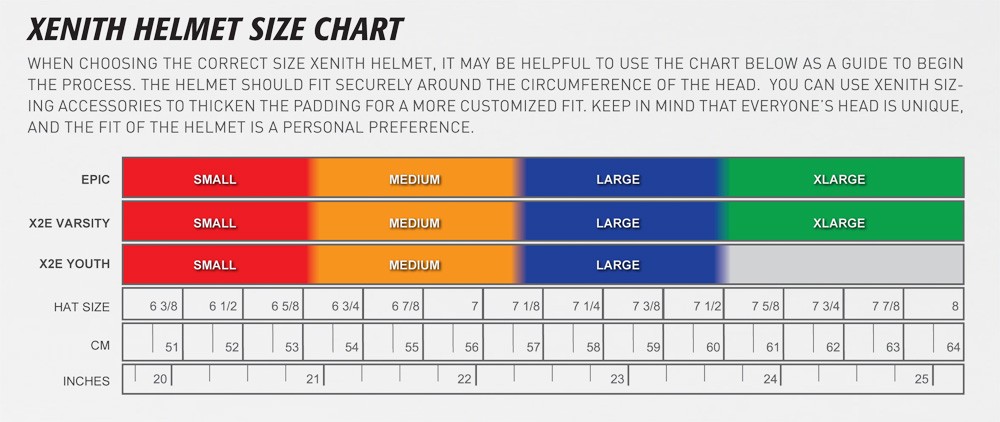 XENITH HELMET SIZE CHART
WHEN CHOOSING THE CORRECT SIZE XENITH HELMET, IT MAY BE HELPFUL TO USE THE CHART BELOW AS A GUIDE TO BEGIN
THE PROCESS. THE HELMET SHOULD FIT SECURELY AROUND THE CIRCUMFERENCE OF THE HEAD. YOU CAN USE XENITH SIZ-
ING ACCESSORIES TO THICKEN THE PADDING FOR A MORE CUSTOMIZED FIT. KEEP IN MIND THAT EVERYONE'S HEAD IS UNIQUE,
AND THE FIT OF THE HELMET IS A PERSONAL PREFERENCE.
EPIC SMALL MEDIUM LARGE XLARGE
X2E VARSITY SMALL MEDIUM LARGE XLARGE
X2E YOUTH SMALL MEDIUM LARGE
HAT SIZE 6 3/8 6 1/2 6 5/8 6 3/4 6 7/8 7 7 1/8 7 1/4 7 3/8 7 1/2 7 5/8 7 3/4 7 7/8 8
CM 51 52 53 54 55 56 57 58 59 60 61 62 63 64
INCHES 20 21 22 23 24 25